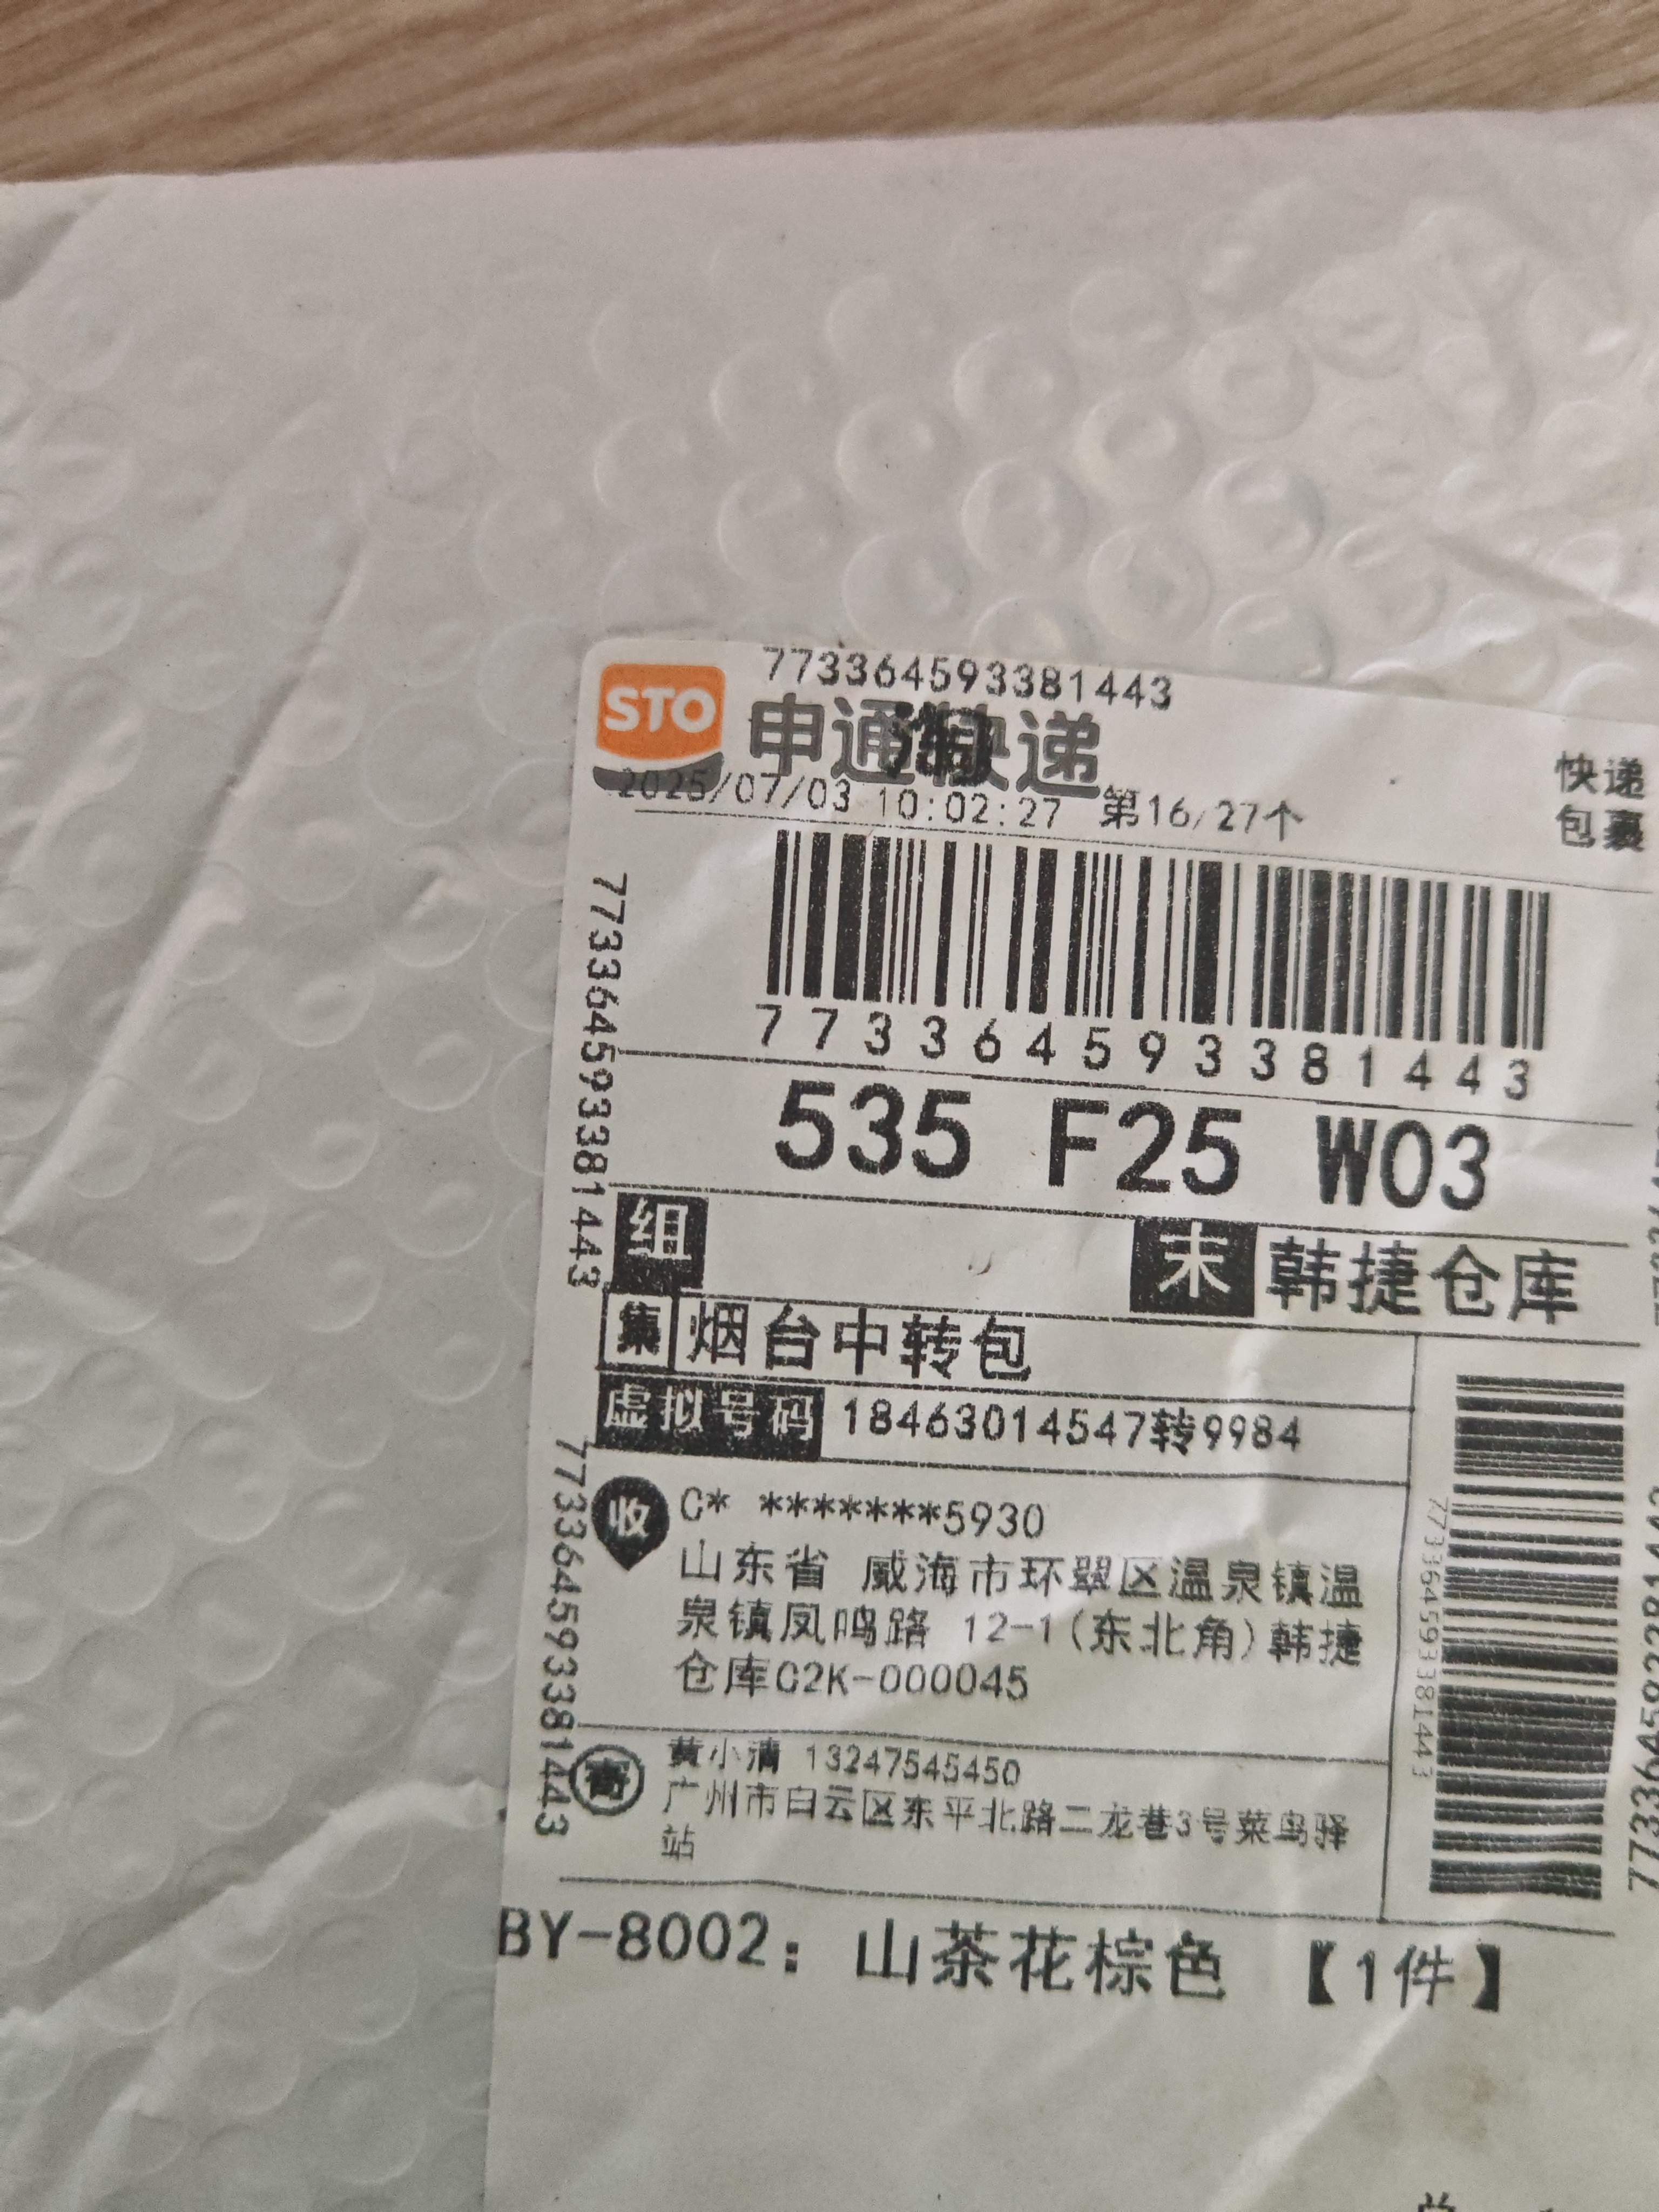 773364593381443
STO
申通快递
2025/07/03 10:02:27 第16/27个
快递
包裹
773364593381443
773364593381443
535 F25 W03
组
末 韩捷仓库
集 烟台中转包
虚拟号码 18463014547转9984
收 C* *******5930
山东省 威海市环翠区温泉镇温
泉镇凤鸣路 12-1(东北角)韩捷
仓库C2K-000045
773364593381443
773364593381443
773364593381443
寄 黄小清 13247545450
广州市白云区东平北路二龙巷3号菜鸟驿
站
BY-8002: 山茶花棕色 【1件】